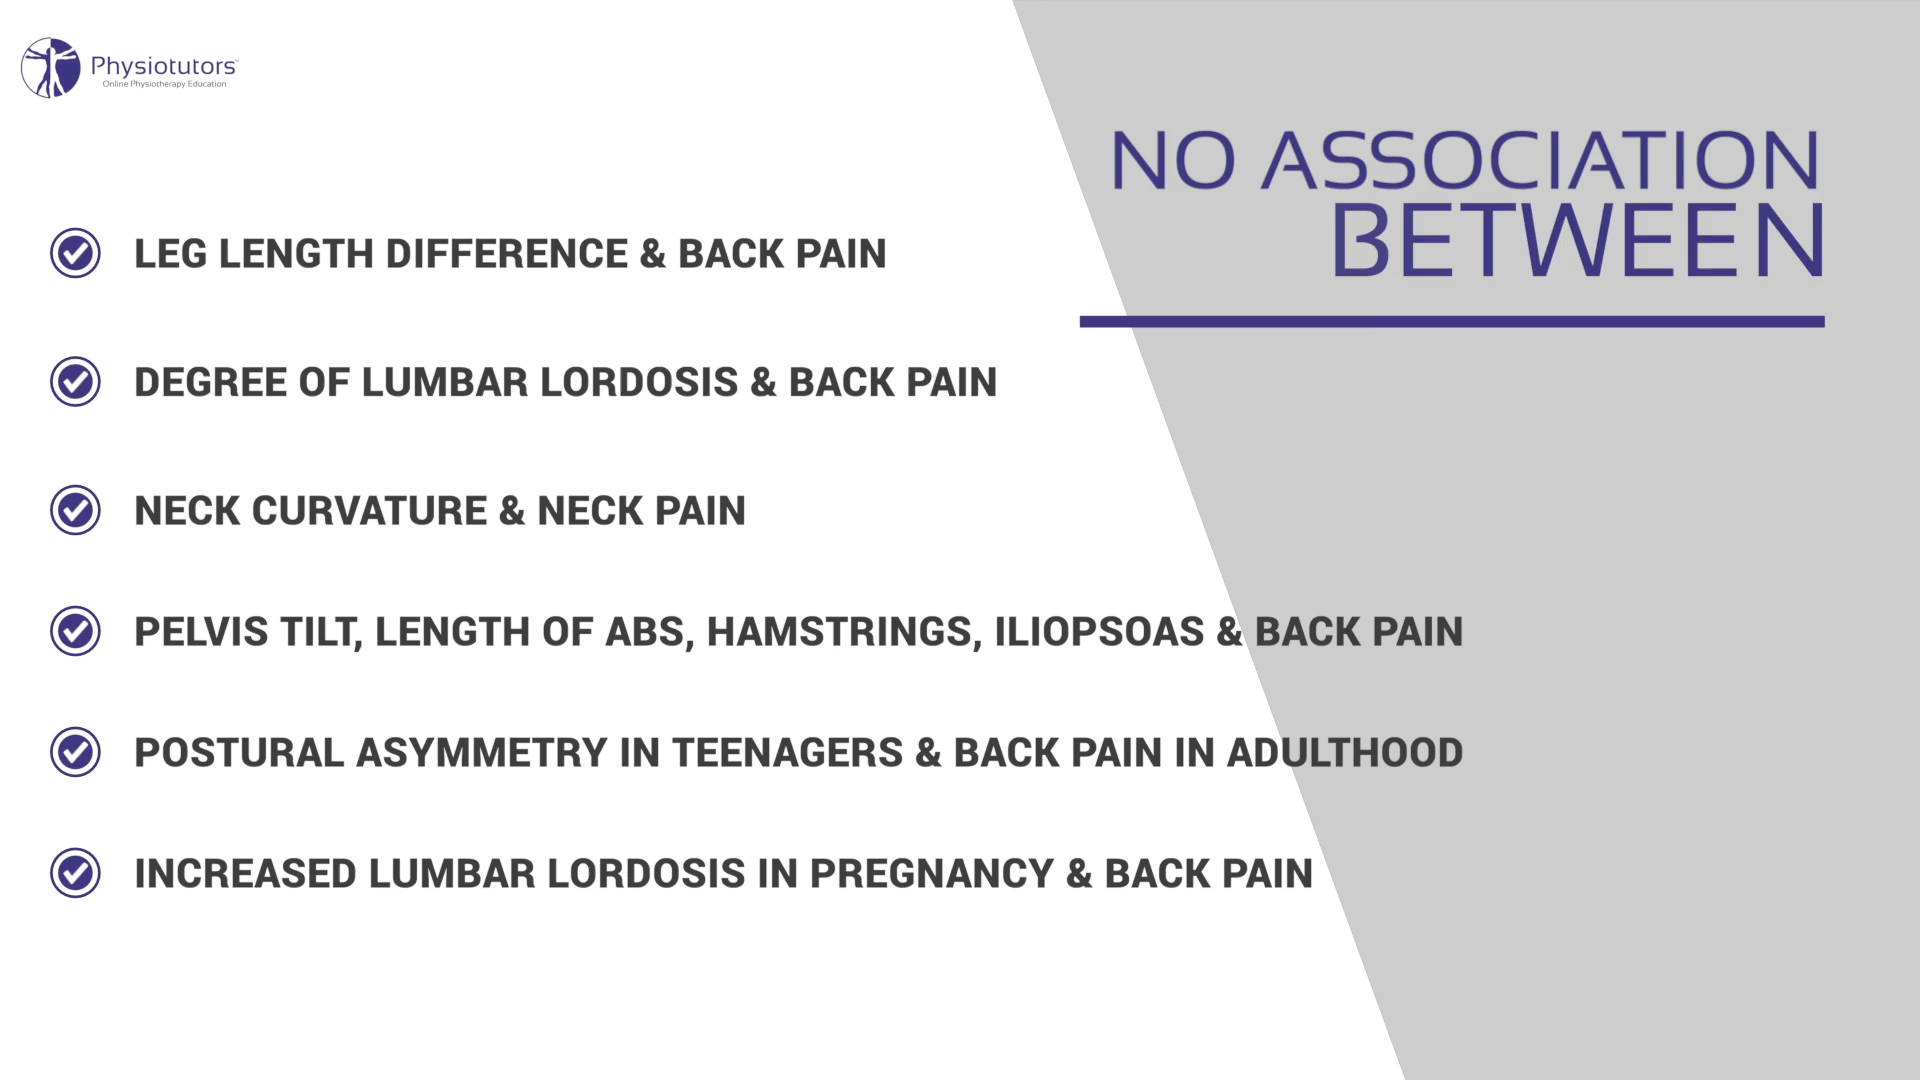 Physiotutors
Online Physiotherapy Education
NO ASSOCIATION
BETWEEN
LEG LENGTH DIFFERENCE & BACK PAIN
DEGREE OF LUMBAR LORDOSIS & BACK PAIN
NECK CURVATURE & NECK PAIN
PELVIS TILT, LENGTH OF ABS, HAMSTRINGS, ILIOPSOAS & BACK PAIN
POSTURAL ASYMMETRY IN TEENAGERS & BACK PAIN IN ADULTHOOD
INCREASED LUMBAR LORDOSIS IN PREGNANCY & BACK PAIN